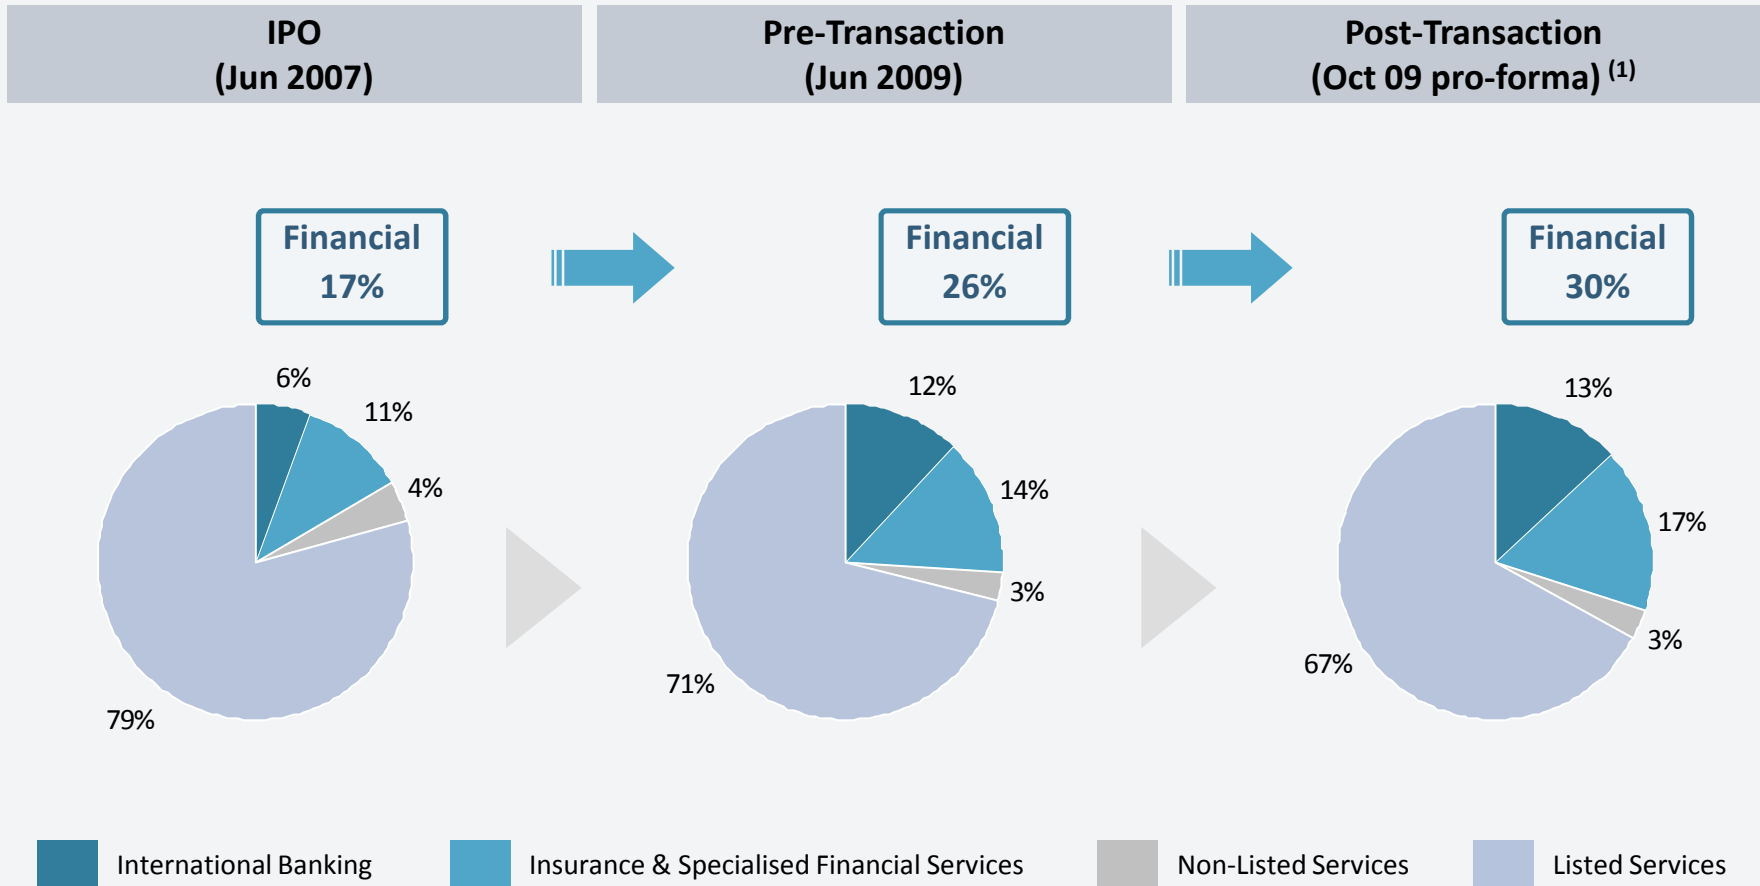 IPO
(Jun 2007)
Pre-Transaction
(Jun 2009)
Post-Transaction
(Oct 09 pro-forma) (1)
Financial
17%
Financial
26%
Financial
30%
6%
11%
4%
79%
12%
14%
3%
71%
13%
17%
3%
67%
International Banking
Insurance & Specialised Financial Services
Non-Listed Services
Listed Services